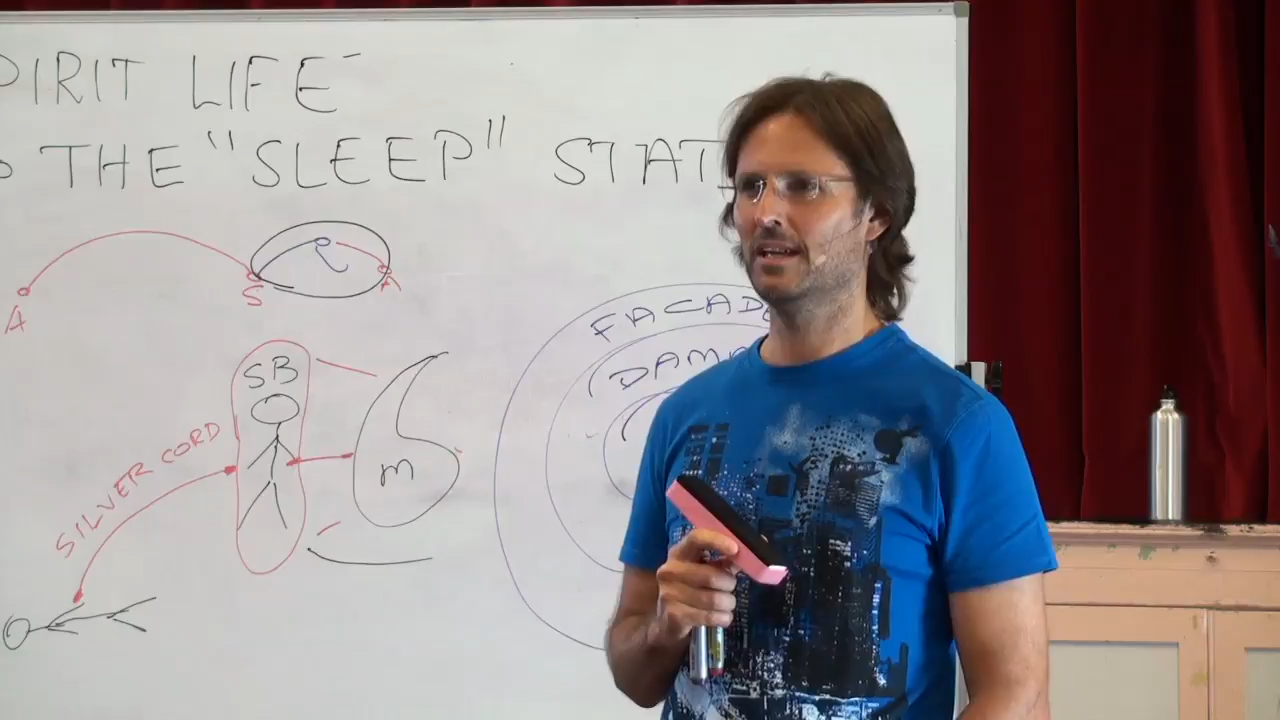 PIRIT LIFE
THE "SLEEP" STAT
A
S
A
FACADE
DAM
SB
m
SILVER CORD